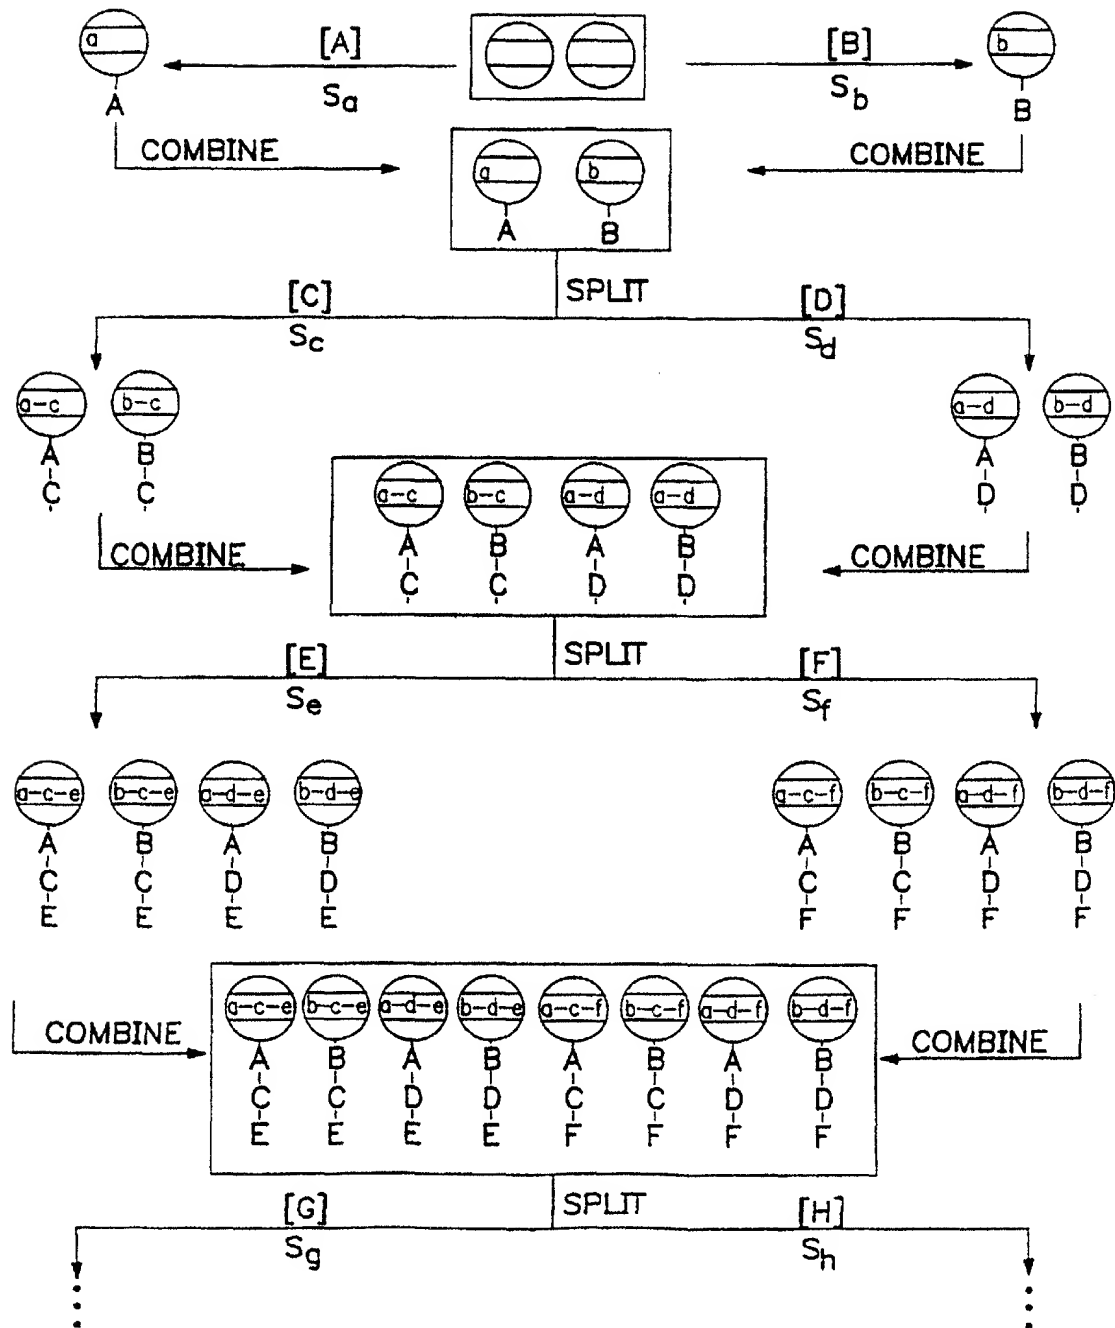 a [A] [B] b
Sa Sb
A B
COMBINE COMBINE
a b
A B
SPLIT
[C] [D]
Sc Sd
a-c b-c a-d b-d
A B A B
C C D D
a-c b-c a-d a-d
A B A B
C C D D
COMBINE COMBINE
SPLIT
[E] [F]
Se Sf
a-c-e b-c-e a-d-e b-d-e a-c-f b-c-f a-d-f b-d-f
A B A B A B A B
C C D D C C D D
E E E E F F F F
a-c-e b-c-e a-d-e b-d-e a-c-f b-c-f a-d-f b-d-f
COMBINE COMBINE
A B A B A B A B
C C D D C C D D
E E E E F F F F
SPLIT
[G] [H]
Sg Sh